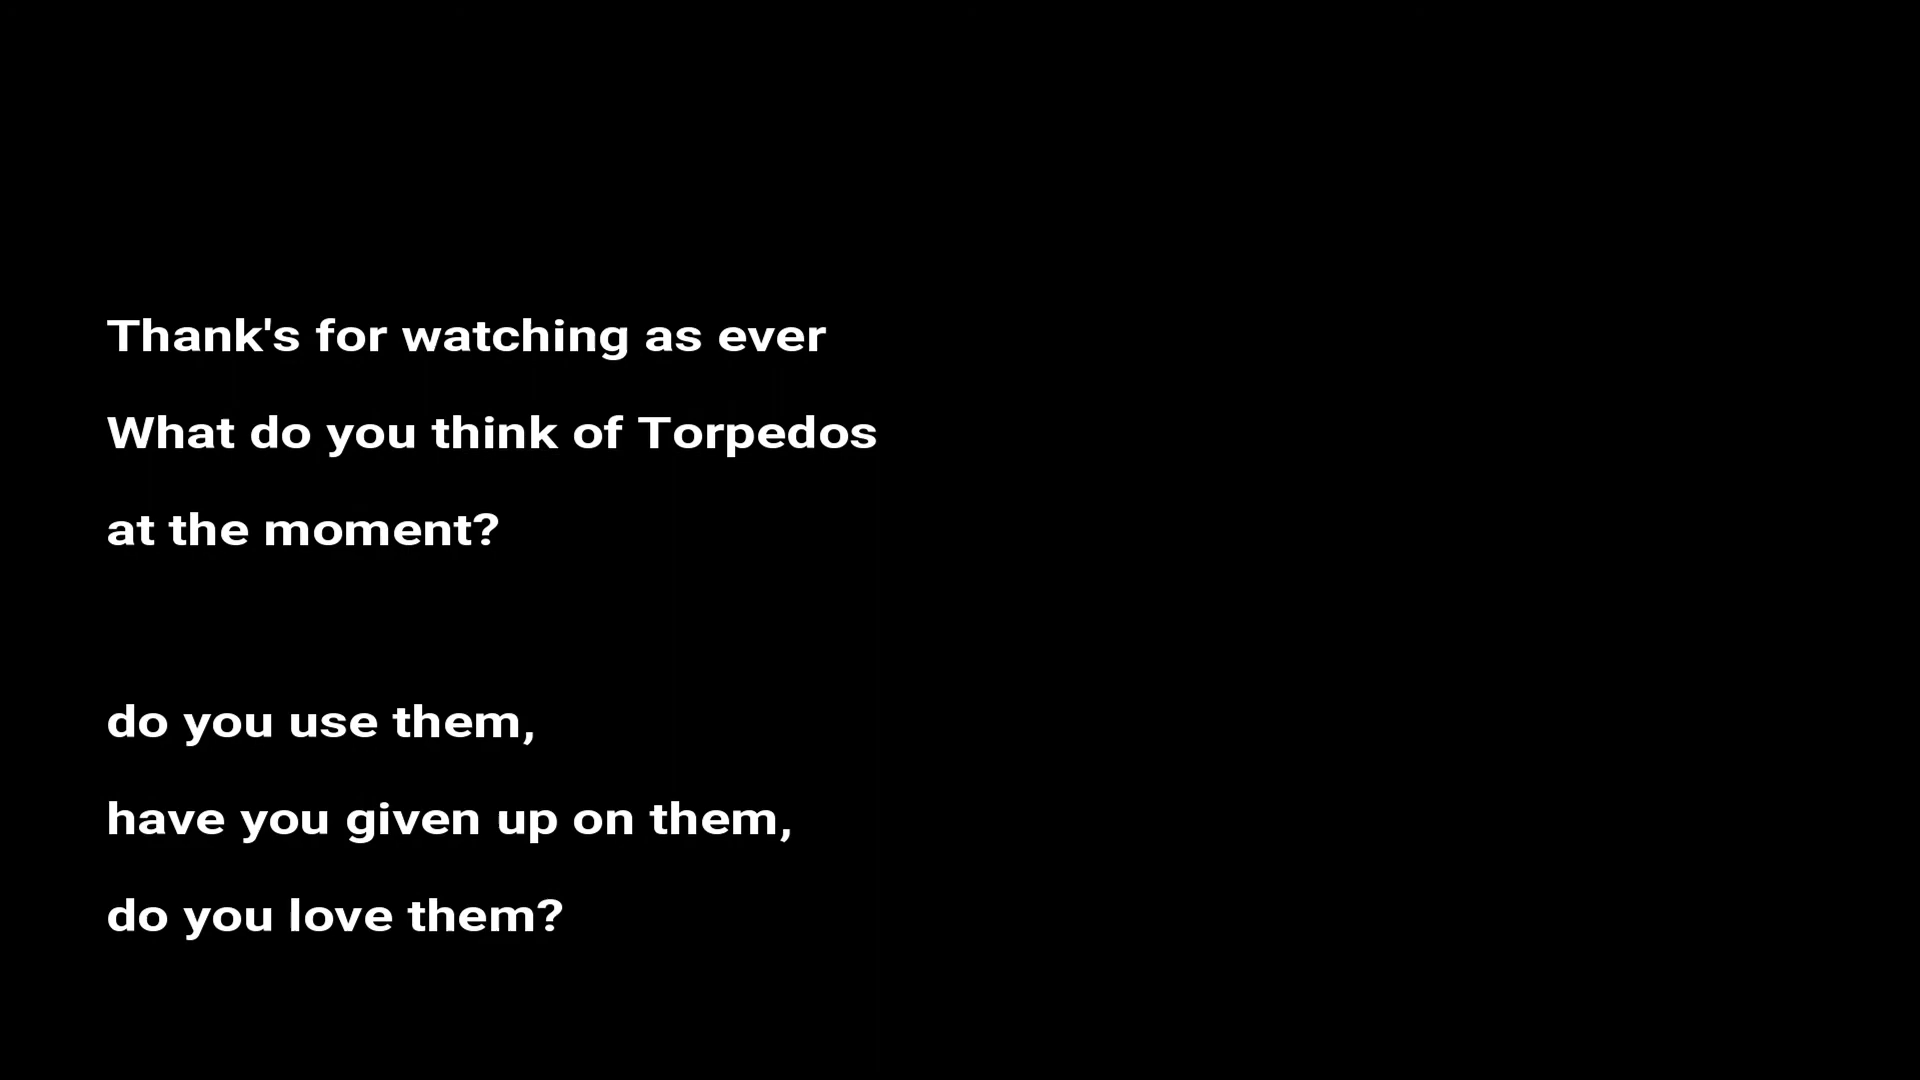 Thank's for watching as ever
What do you think of Torpedos
at the moment?
do you use them,
have you given up on them,
do you love them?